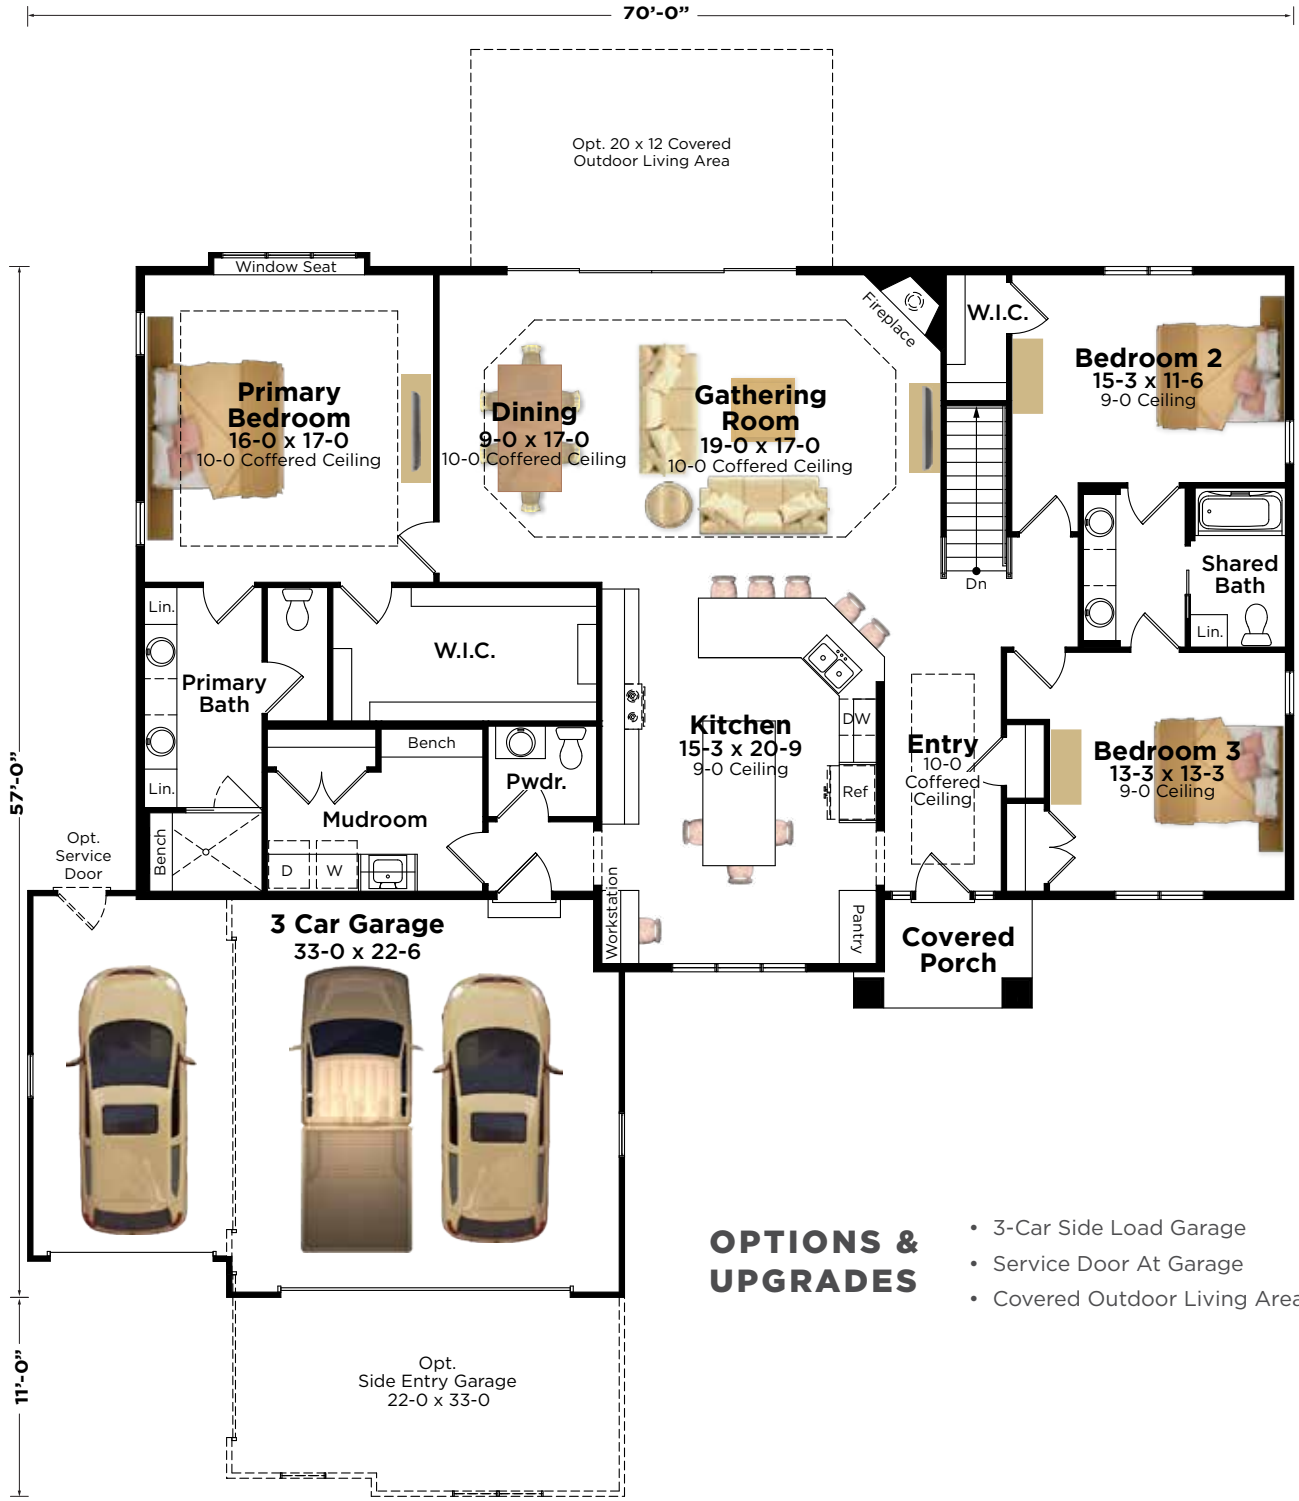 70'-0"
Opt. 20 x 12 Covered
Outdoor Living Area
Window Seat
Fireplace
W.I.C.
Bedroom 2
15-3 x 11-6
9-0 Ceiling
Primary
Bedroom
16-0 x 17-0
10-0 Coffered Ceiling
Dining
9-0 x 17-0
10-0 Coffered Ceiling
Gathering
Room
19-0 x 17-0
10-0 Coffered Ceiling
Dn
Shared
Bath
Lin.
Lin.
W.I.C.
Primary
Bath
Lin.
Kitchen
15-3 x 20-9
9-0 Ceiling
DW
Ref
Entry
10-0
Coffered
Ceiling
Bedroom 3
13-3 x 13-3
9-0 Ceiling
Bench
Pwdr.
Mudroom
D
W
Bench
57'-0"
Opt.
Service
Door
Workstation
Pantry
Covered
Porch
3 Car Garage
33-0 x 22-6
OPTIONS &
UPGRADES
• 3-Car Side Load Garage
• Service Door At Garage
• Covered Outdoor Living Area
11'-0"
Opt.
Side Entry Garage
22-0 x 33-0